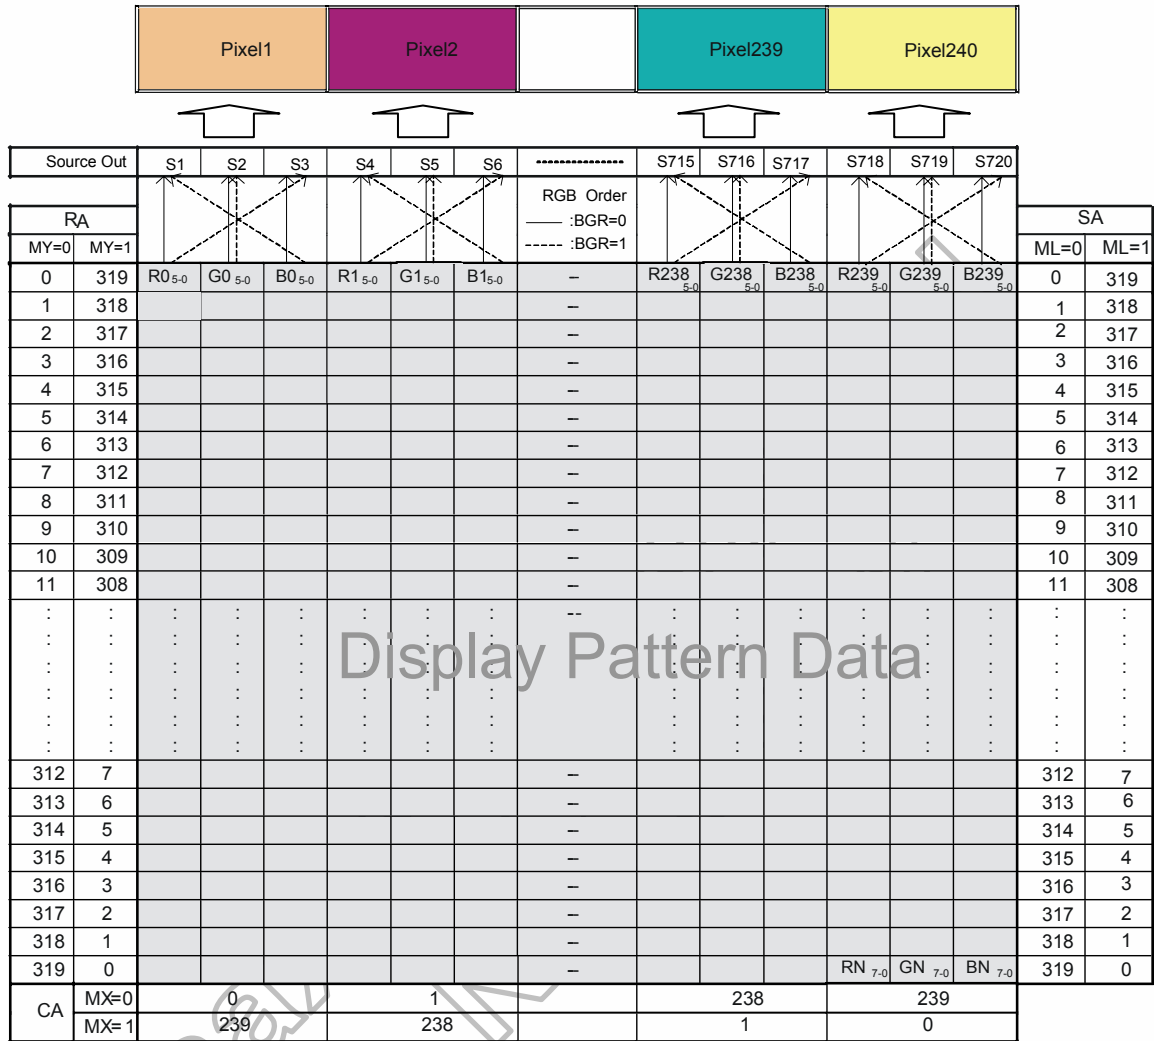 Pixel1 Pixel2 Pixel239 Pixel240
Source Out S1 S2 S3 S4 S5 S6 S715 S716 S717 S718 S719 S720
RGB Order
RA —— :BGR=0 SA
MY=0 MY=1 ----- :BGR=1 ML=0 ML=1
0 319 R0 5-0 G0 5-0 B0 5-0 R1 5-0 G1 5-0 B1 5-0 – R238 5-0 G238 5-0 B238 5-0 R239 5-0 G239 5-0 B239 5-0 0 319
1 318 – 1 318
2 317 – 2 317
3 316 – 3 316
4 315 – 4 315
5 314 – 5 314
6 313 – 6 313
7 312 – 7 312
8 311 – 8 311
9 310 – 9 310
10 309 – 10 309
11 308 – 11 308
: : : : : : : : -- : : : : : : : :
Display Pattern Data
: : : : : : : : : : : : : : : :
: : : : : : : : : : : : : : : :
: : : : : : : : : : : : : : : :
: : : : : : : : : : : : : : : :
: : : : : : : : : : : : : : : :
312 7 – 312 7
313 6 – 313 6
314 5 – 314 5
315 4 – 315 4
316 3 – 316 3
317 2 – 317 2
318 1 – 318 1
319 0 – RN 7-0 GN 7-0 BN 7-0 319 0
CA MX=0 0 1 238 239
MX=1 239 238 1 0